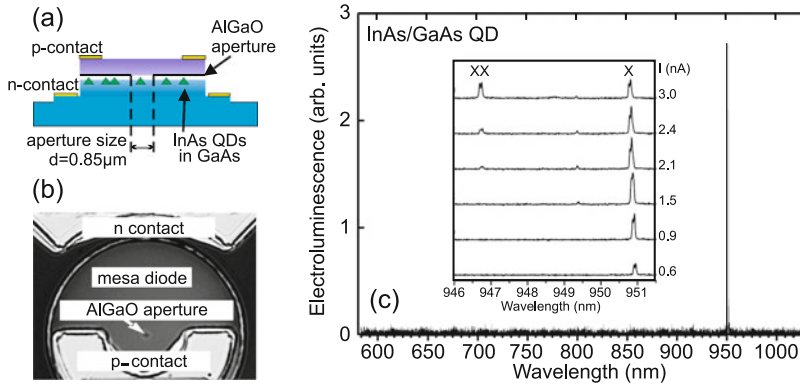 (a)
AlGaO
aperture
p-contact
n-contact
aperture size
d=0.85μm
InAs QDs
in GaAs
(b)
n contact
mesa diode
AlGaO aperture
p-contact
InAs/GaAs QD
XX X I (nA)
3.0
2.4
2.1
1.5
0.9
0.6
946 947 948 949 950 951
Wavelength (nm)
Electroluminescence (arb. units)
3
2
1
0
(c)
600 650 700 750 800 850 900 950 1000
Wavelength (nm)